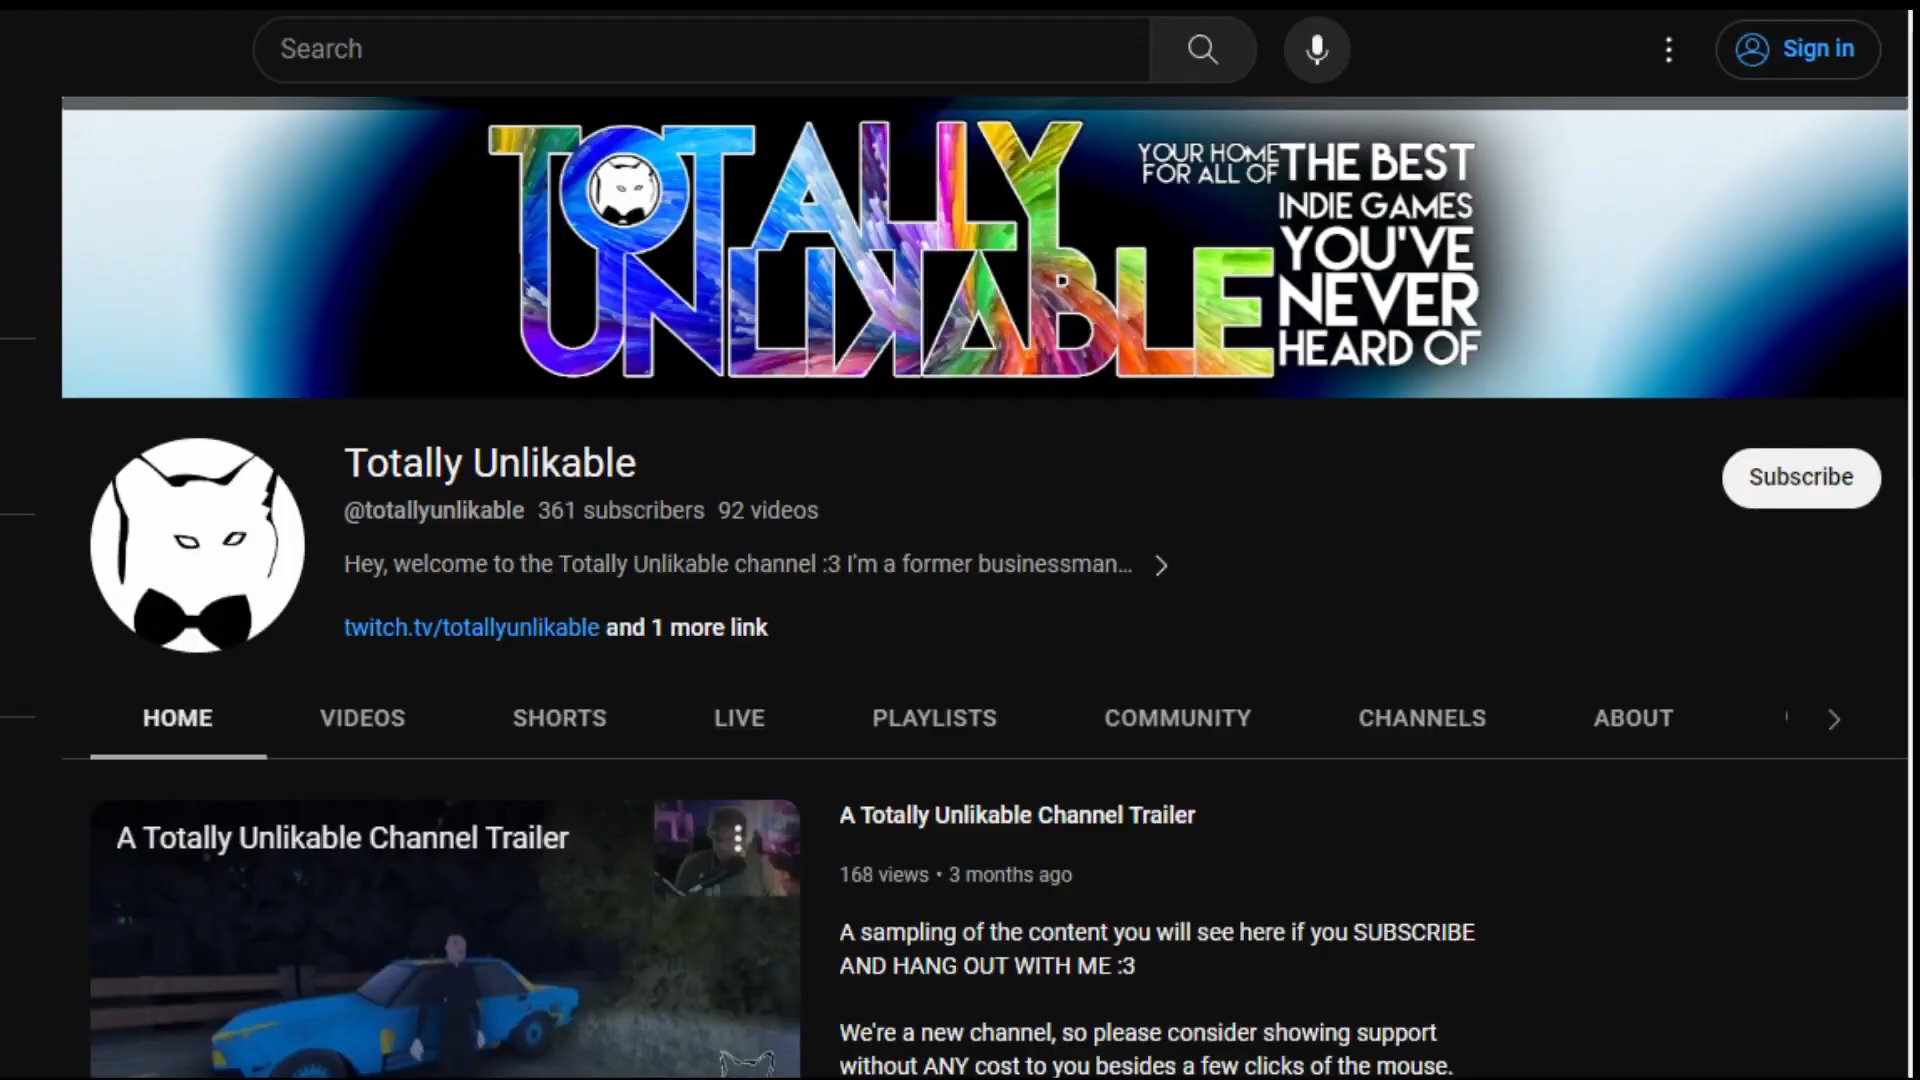 Search
Sign in
TOTALLY
UNLIKABLE
YOUR HOME
FOR ALL OF
THE BEST
INDIE GAMES
YOU'VE
NEVER
HEARD OF
Totally Unlikable
@totallyunlikable 361 subscribers 92 videos
Hey, welcome to the Totally Unlikable channel :3 I'm a former businessman...
twitch.tv/totallyunlikable and 1 more link
Subscribe
HOME VIDEOS SHORTS LIVE PLAYLISTS COMMUNITY CHANNELS ABOUT
A Totally Unlikable Channel Trailer
A Totally Unlikable Channel Trailer
168 views • 3 months ago
A sampling of the content you will see here if you SUBSCRIBE
AND HANG OUT WITH ME :3
We're a new channel, so please consider showing support
without ANY cost to you besides a few clicks of the mouse.